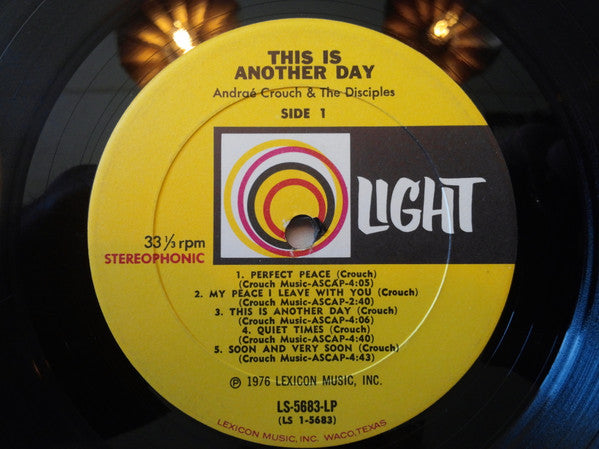 THIS IS
ANOTHER DAY
Andraé Crouch & The Disciples
SIDE 1
LIGHT
33 ⅓ rpm
STEREOPHONIC
1. PERFECT PEACE (Crouch)
(Crouch Music-ASCAP-4:05)
2. MY PEACE I LEAVE WITH YOU (Crouch)
(Crouch Music-ASCAP-2:40)
3. THIS IS ANOTHER DAY (Crouch)
(Crouch Music-ASCAP-4:06)
4. QUIET TIMES (Crouch)
(Crouch Music-ASCAP-4:40)
5. SOON AND VERY SOON (Crouch)
(Crouch Music-ASCAP-4:43)
℗ 1976 LEXICON MUSIC, INC.
LS-5683-LP
(LS 1-5683)
LEXICON MUSIC, INC. WACO, TEXAS